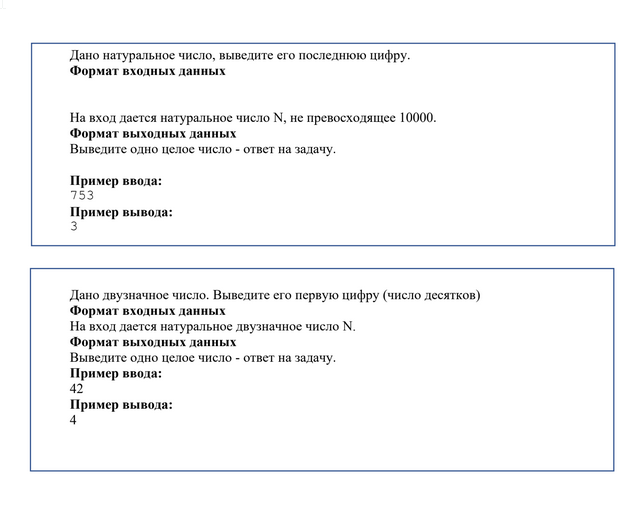 Дано натуральное число, выведите его последнюю цифру.
Формат входных данных
На вход дается натуральное число N, не превосходящее 10000.
Формат выходных данных
Выведите одно целое число - ответ на задачу.
Пример ввода:
753
Пример вывода:
3
Дано двузначное число. Выведите его первую цифру (число десятков)
Формат входных данных
На вход дается натуральное двузначное число N.
Формат выходных данных
Выведите одно целое число - ответ на задачу.
Пример ввода:
42
Пример вывода:
4